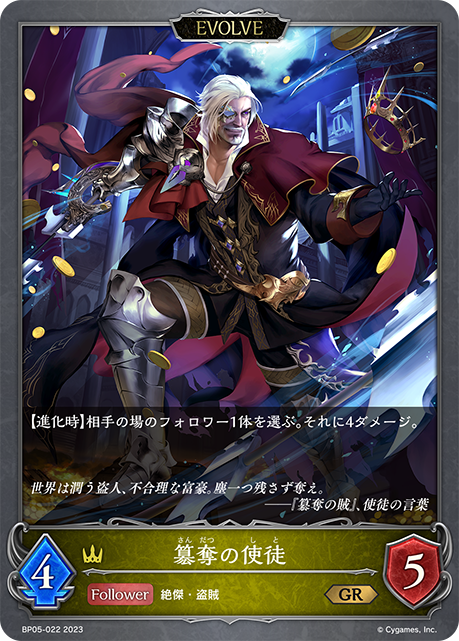 EVOLVE
【進化時】相手の場のフォロワー1体を選ぶ。それに4ダメージ。
世界は潤う盗人、不合理な富豪。塵一つ残さず奪え。
――『簒奪の賊』、使徒の言葉
さんだつ しと
簒奪の使徒
4
5
Follower 絶傑・盗賊
GR
BP05-022 2023
© Cygames, Inc.